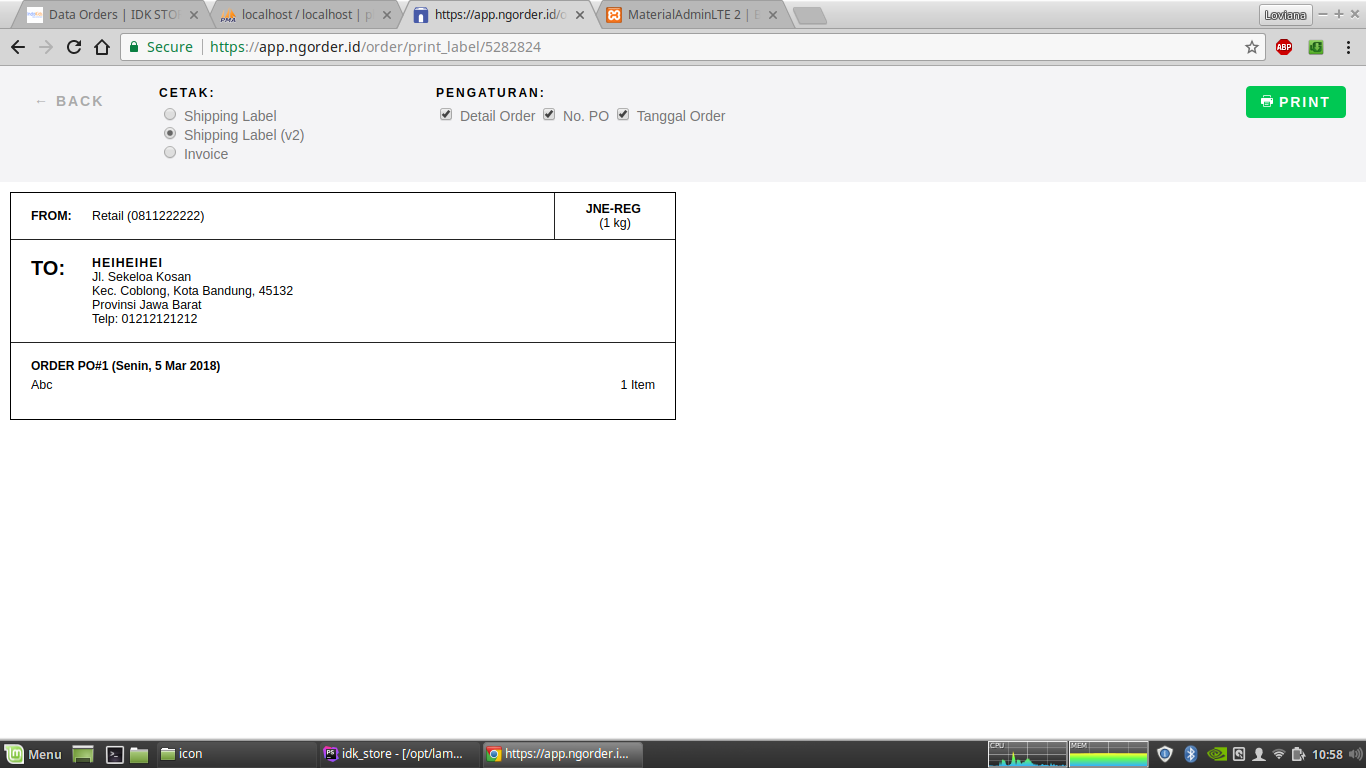 Data Orders | IDK STO
localhost / localhost | p
https://app.ngorder.id/o
MaterialAdminLTE 2 | E
Loviana
Secure
https://app.ngorder.id/order/print_label/5282824
ABP
← BACK
CETAK:
Shipping Label
Shipping Label (v2)
Invoice
PENGATURAN:
Detail Order
No. PO
Tanggal Order
PRINT
FROM:
Retail (0811222222)
JNE-REG
(1 kg)
TO:
HEIHEIHEI
Jl. Sekeloa Kosan
Kec. Coblong, Kota Bandung, 45132
Provinsi Jawa Barat
Telp: 01212121212
ORDER PO#1 (Senin, 5 Mar 2018)
Abc
1 Item
Menu
icon
PS
idk_store - [/opt/lam...
https://app.ngorder.i...
CPU
MEM
10:58